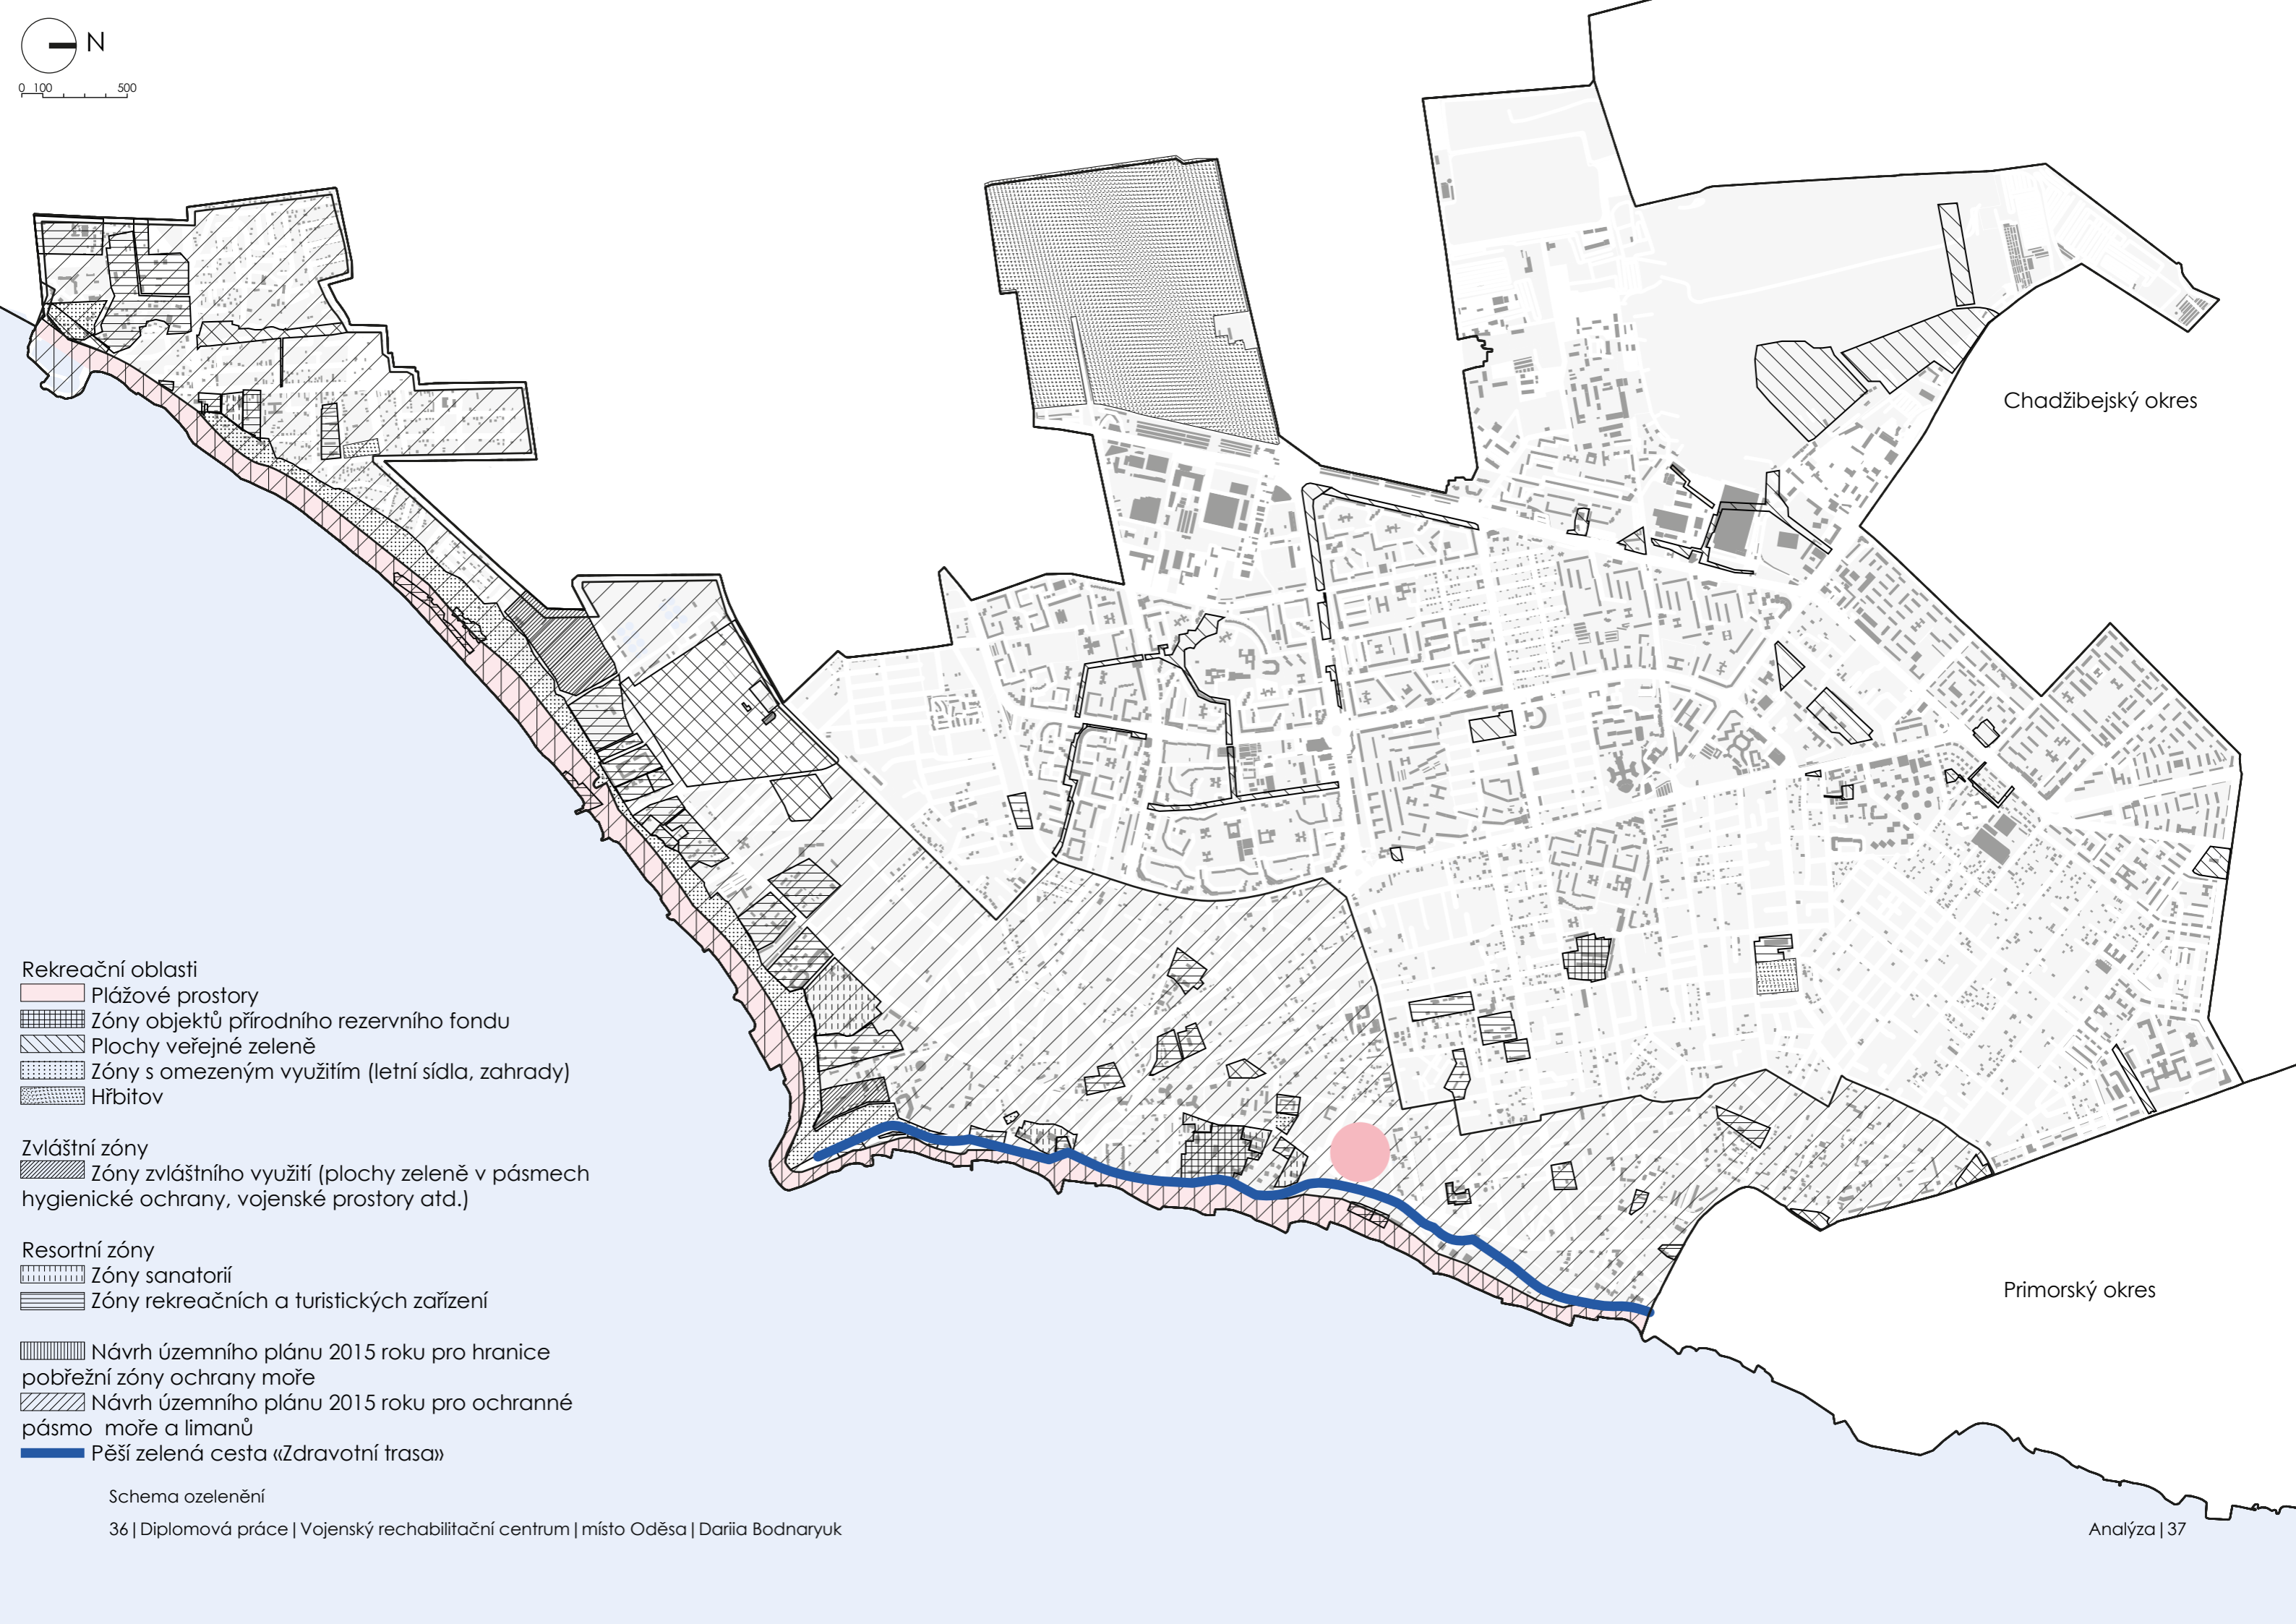 N
0 100 500
Chadžibejský okres
Rekreační oblasti
Plážové prostory
Zóny objektů přírodního rezervního fondu
Plochy veřejné zeleně
Zóny s omezeným využitím (letní sídla, zahrady)
Hřbitov
Zvláštní zóny
Zóny zvláštního využití (plochy zeleně v pásmech
hygienické ochrany, vojenské prostory atd.)
Resortní zóny
Zóny sanatorií
Zóny rekreačních a turistických zařízení
Návrh územního plánu 2015 roku pro hranice
pobřežní zóny ochrany moře
Návrh územního plánu 2015 roku pro ochranné
pásmo moře a limanů
Pěší zelená cesta «Zdravotní trasa»
Primorský okres
Schema ozelenění
36|Diplomová práce|Vojenský rechabilitační centrum|místo Oděsa|Dariia Bodnaryuk
Analýza|37